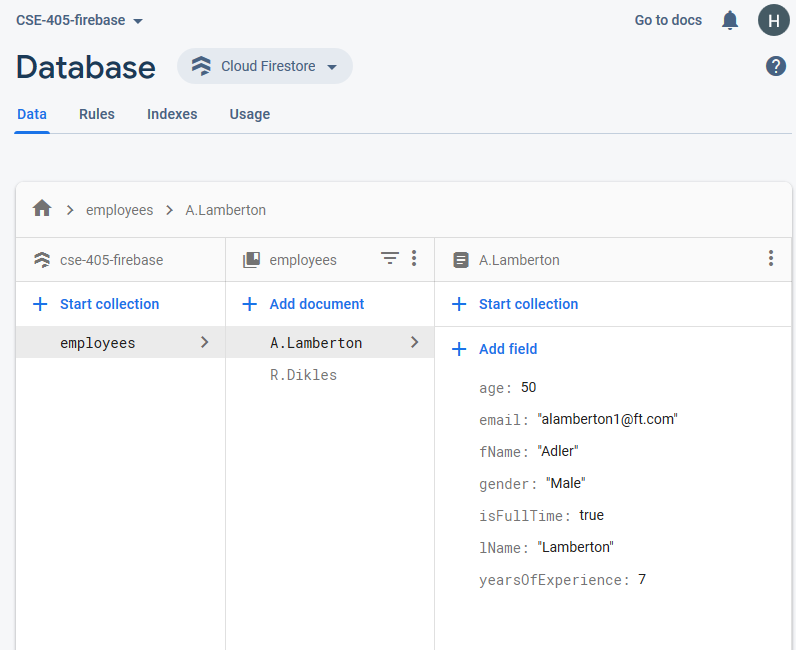 CSE-405-firebase Go to docs H
Database Cloud Firestore ?
Data Rules Indexes Usage
employees A.Lamberton
cse-405-firebase employees A.Lamberton
+ Start collection + Add document + Start collection
employees A.Lamberton
+ Add field
R.Dikles
age: 50
email: "alamberton1@ft.com"
fName: "Adler"
gender: "Male"
isFullTime: true
lName: "Lamberton"
yearsOfExperience: 7